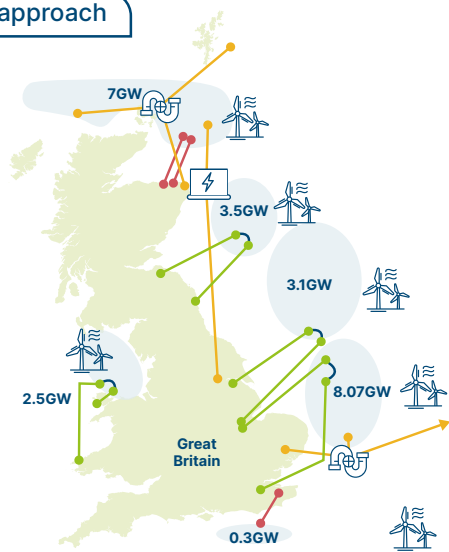 approach
7GW
3.5GW
3.1GW
2.5GW
8.07GW
Great
Britain
0.3GW